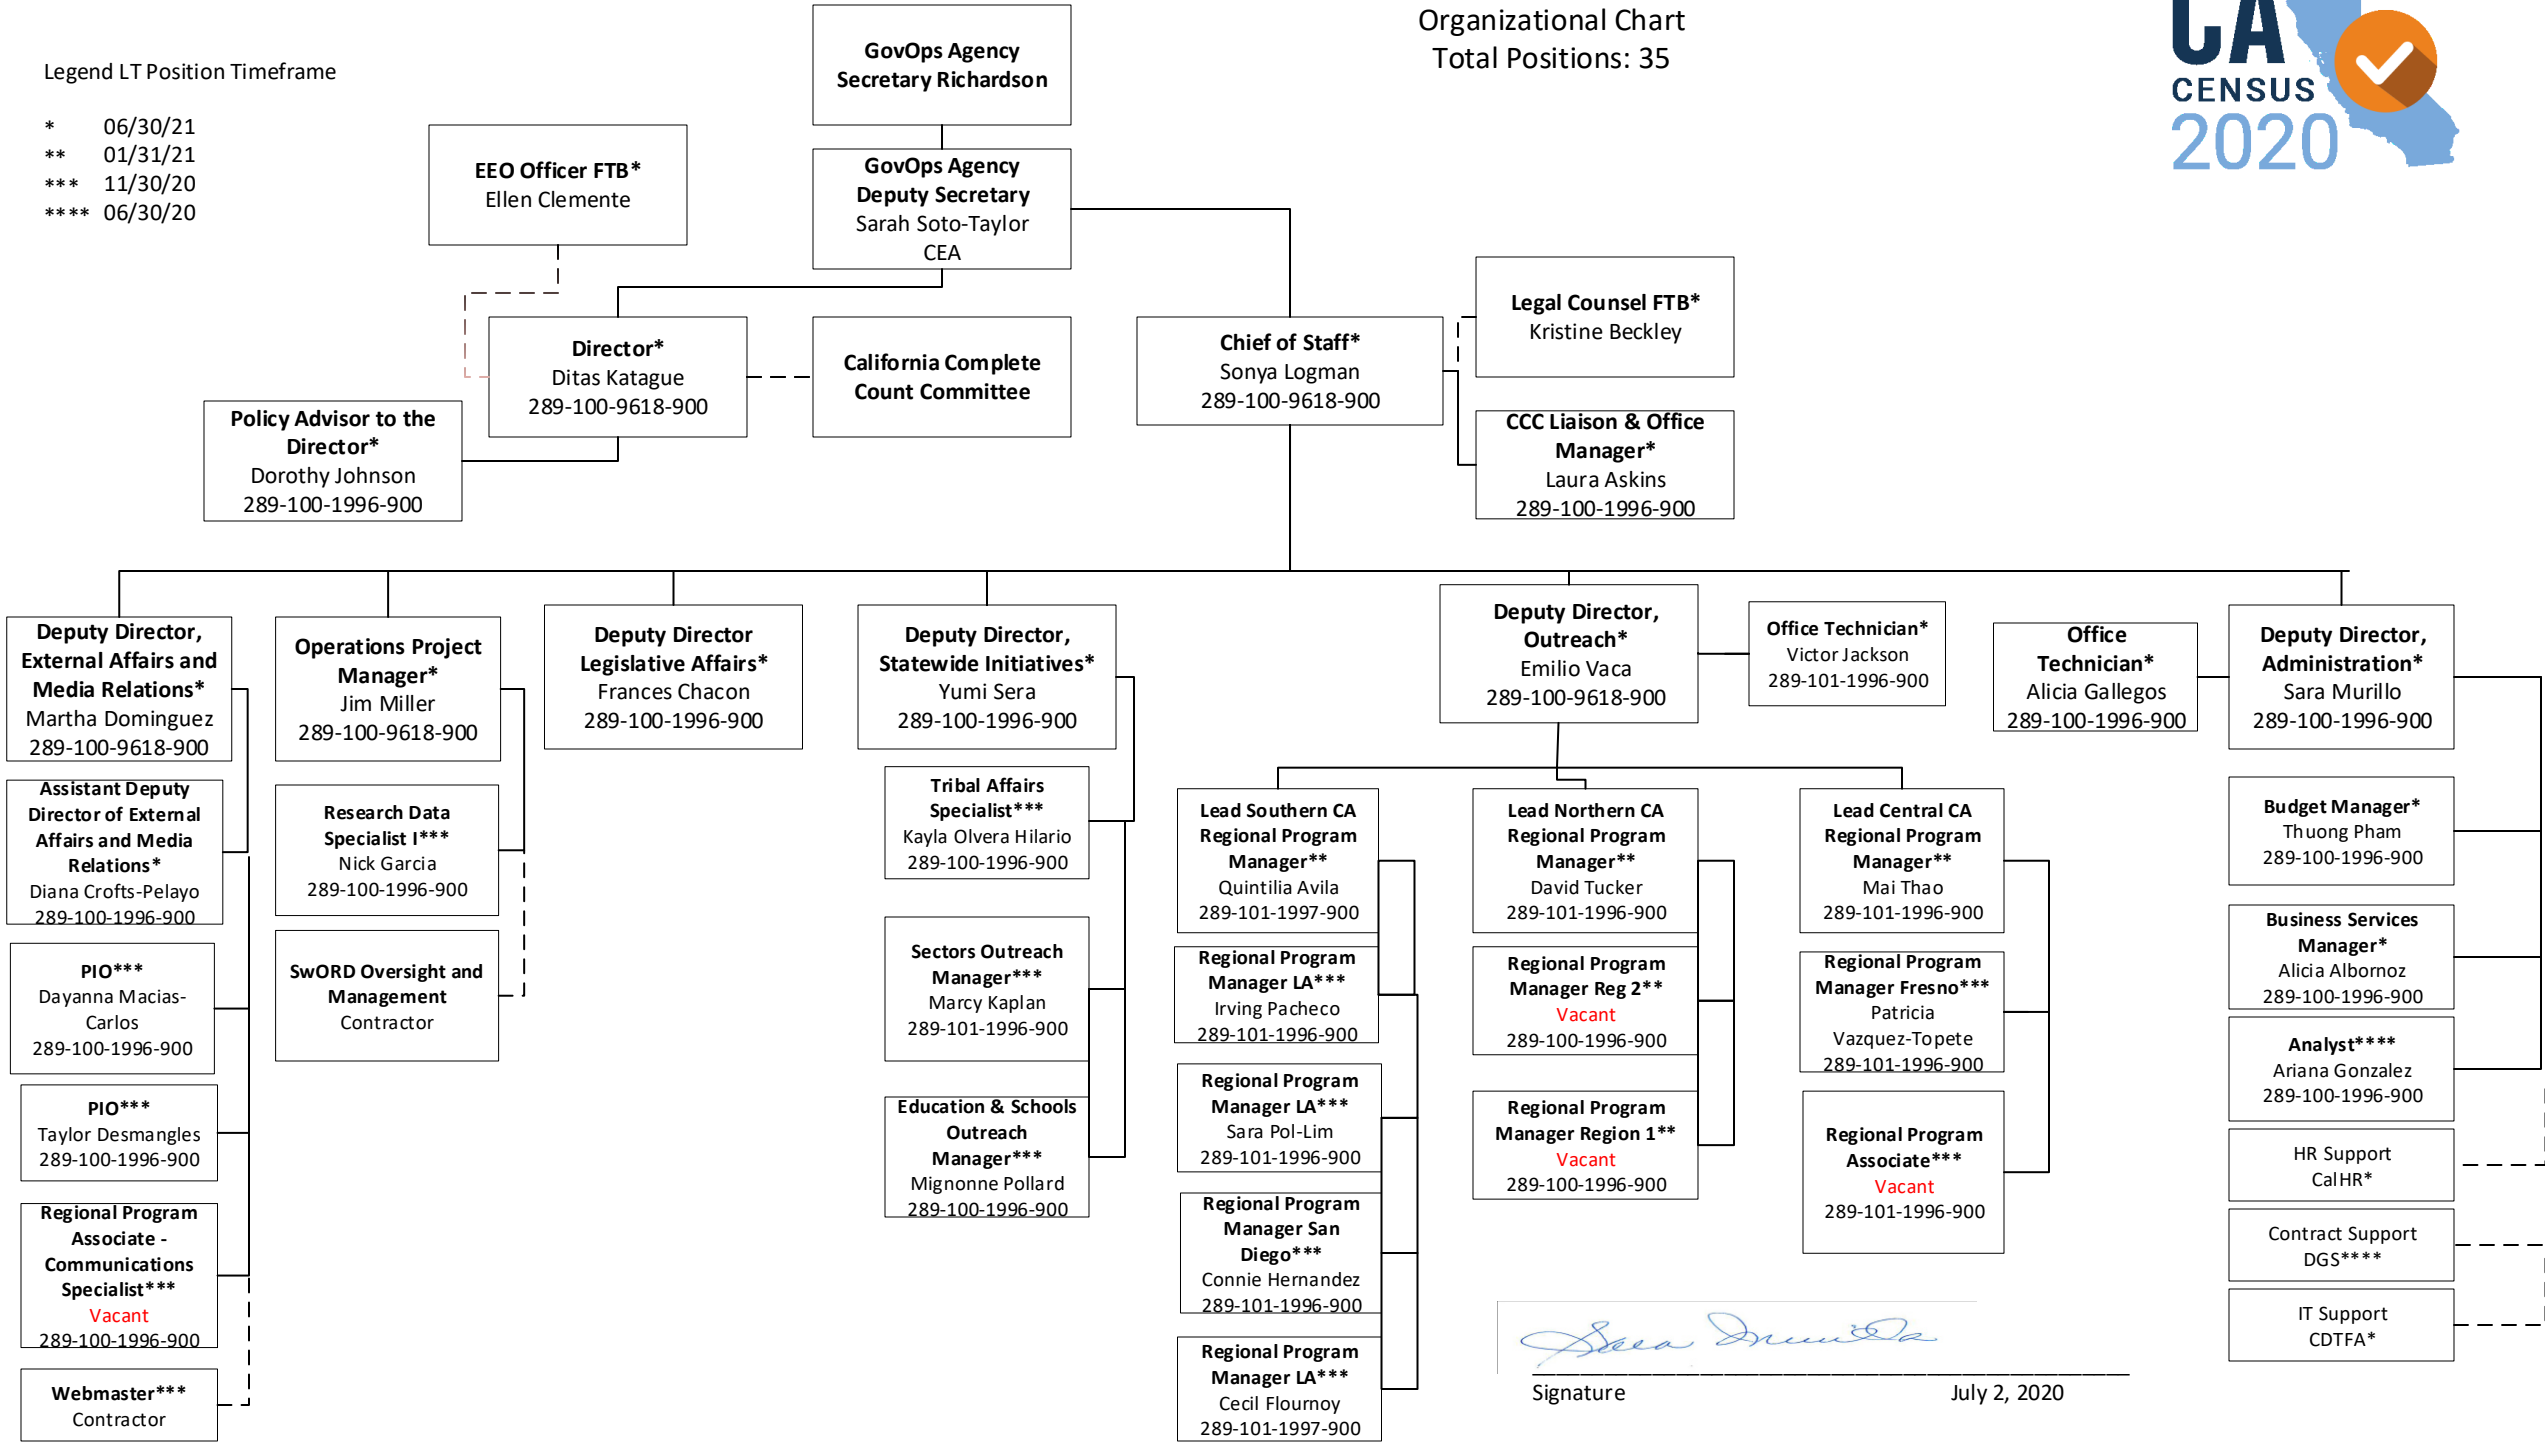 Organizational Chart
Total Positions: 35
CA
CENSUS
2020
Legend LT Position Timeframe
* 06/30/21
** 01/31/21
*** 11/30/20
**** 06/30/20
GovOps Agency
Secretary Richardson
EEO Officer FTB*
Ellen Clemente
GovOps Agency
Deputy Secretary
Sarah Soto-Taylor
CEA
Legal Counsel FTB*
Kristine Beckley
Director*
Ditas Katague
289-100-9618-900
California Complete
Count Committee
Chief of Staff*
Sonya Logman
289-100-9618-900
Policy Advisor to the
Director*
Dorothy Johnson
289-100-1996-900
CCC Liaison & Office
Manager*
Laura Askins
289-100-1996-900
Deputy Director,
External Affairs and
Media Relations*
Martha Dominguez
289-100-9618-900
Operations Project
Manager*
Jim Miller
289-100-9618-900
Deputy Director
Legislative Affairs*
Frances Chacon
289-100-1996-900
Deputy Director,
Statewide Initiatives*
Yumi Sera
289-100-1996-900
Deputy Director,
Outreach*
Emilio Vaca
289-100-9618-900
Office Technician*
Victor Jackson
289-101-1996-900
Office
Technician*
Alicia Gallegos
289-100-1996-900
Deputy Director,
Administration*
Sara Murillo
289-100-1996-900
Assistant Deputy
Director of External
Affairs and Media
Relations*
Diana Crofts-Pelayo
289-100-1996-900
PIO***
Dayanna Macias-
Carlos
289-100-1996-900
PIO***
Taylor Desmangles
289-100-1996-900
Regional Program
Associate -
Communications
Specialist***
Vacant
289-100-1996-900
Webmaster***
Contractor
Research Data
Specialist I***
Nick Garcia
289-100-1996-900
SwORD Oversight and
Management
Contractor
Tribal Affairs
Specialist***
Kayla Olvera Hilario
289-100-1996-900
Sectors Outreach
Manager***
Marcy Kaplan
289-101-1996-900
Education & Schools
Outreach
Manager***
Mignonne Pollard
289-100-1996-900
Lead Southern CA
Regional Program
Manager**
Quintilia Avila
289-101-1997-900
Regional Program
Manager LA***
Irving Pacheco
289-101-1996-900
Regional Program
Manager LA***
Sara Pol-Lim
289-101-1996-900
Regional Program
Manager San
Diego***
Connie Hernandez
289-101-1996-900
Regional Program
Manager LA***
Cecil Flournoy
289-101-1997-900
Lead Northern CA
Regional Program
Manager**
David Tucker
289-101-1996-900
Regional Program
Manager Reg 2**
Vacant
289-100-1996-900
Regional Program
Manager Region 1**
Vacant
289-100-1996-900
Lead Central CA
Regional Program
Manager**
Mai Thao
289-101-1996-900
Regional Program
Manager Fresno***
Patricia
Vazquez-Topete
289-101-1996-900
Regional Program
Associate***
Vacant
289-101-1996-900
Budget Manager*
Thuong Pham
289-100-1996-900
Business Services
Manager*
Alicia Albornoz
289-100-1996-900
Analyst****
Ariana Gonzalez
289-100-1996-900
HR Support
CalHR*
Contract Support
DGS****
IT Support
CDTFA*
Sara Murillo
Signature July 2, 2020